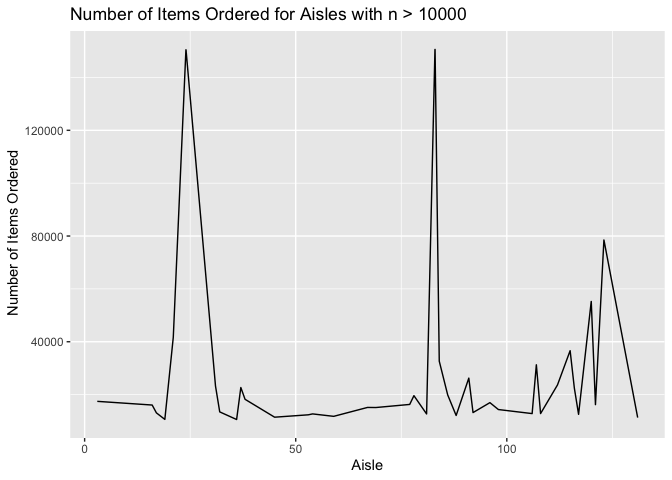 Number of Items Ordered for Aisles with n > 10000
120000
80000
40000
Number of Items Ordered
0
50
100
Aisle